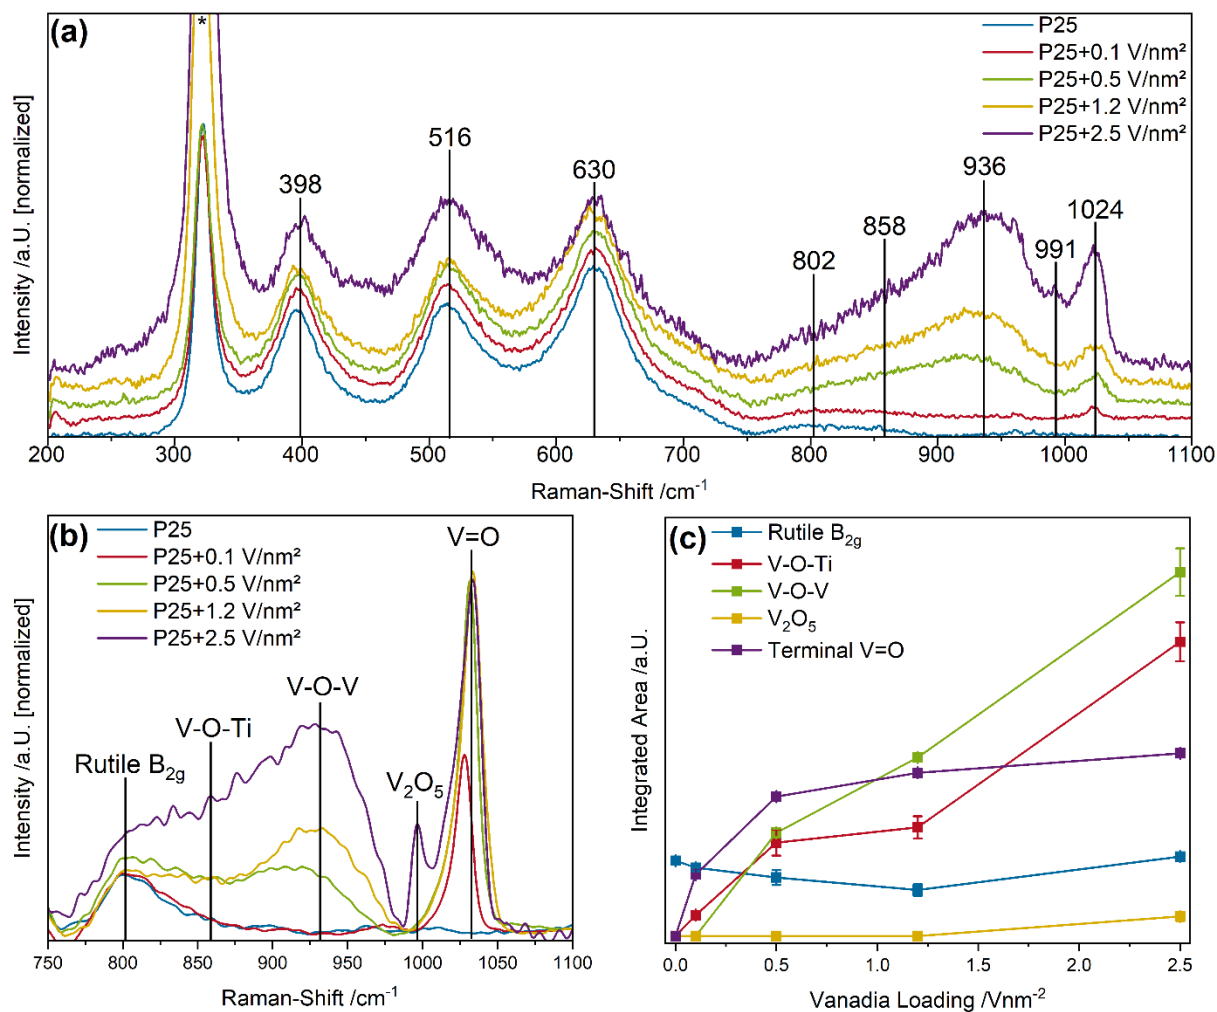 (a)
*
P25
P25+0.1 V/nm²
P25+0.5 V/nm²
P25+1.2 V/nm²
P25+2.5 V/nm²
398
516
630
802
858
936
991
1024
Intensity /a.U. [normalized]
200 300 400 500 600 700 800 900 1000 1100
Raman-Shift /cm⁻¹
(b)
P25
P25+0.1 V/nm²
P25+0.5 V/nm²
P25+1.2 V/nm²
P25+2.5 V/nm²
Rutile B₂g
V-O-Ti
V-O-V
V₂O₅
V=O
Intensity /a.U. [normalized]
750 800 850 900 950 1000 1050 1100
Raman-Shift /cm⁻¹
(c)
Rutile B₂g
V-O-Ti
V-O-V
V₂O₅
Terminal V=O
Integrated Area /a.U.
0.0 0.5 1.0 1.5 2.0 2.5
Vanadia Loading /Vnm⁻²